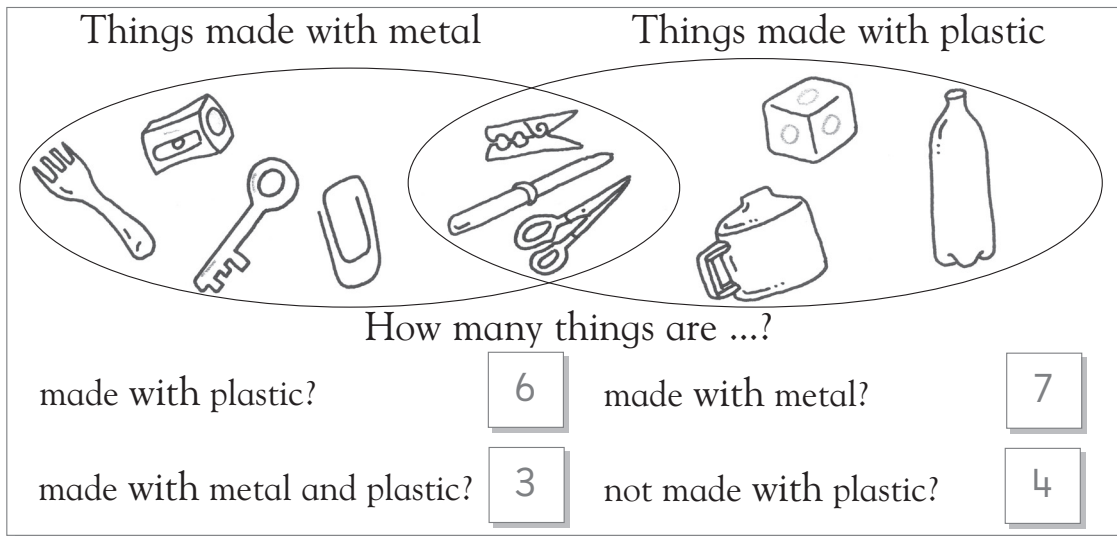 Things made with metal Things made with plastic
How many things are ...?
made with plastic? 6 made with metal? 7
made with metal and plastic? 3 not made with plastic? 4